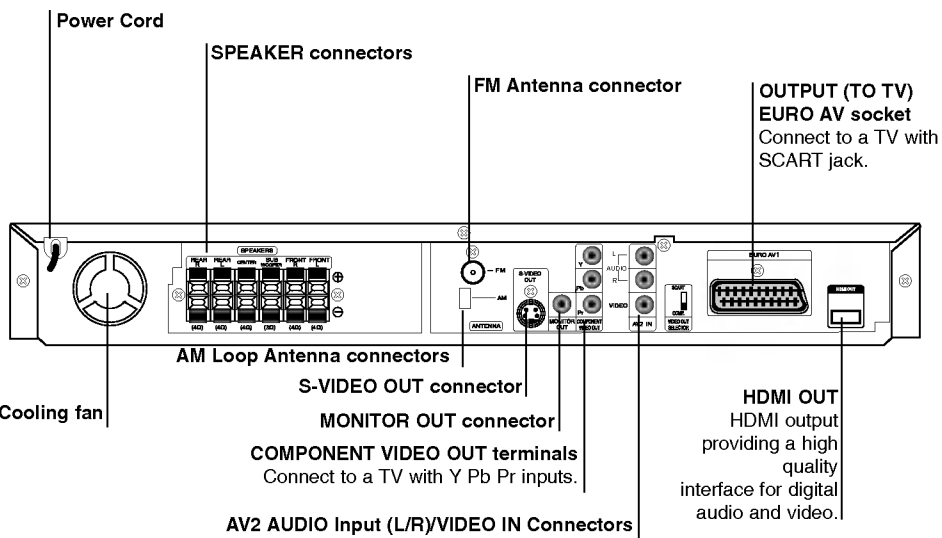 Power Cord
SPEAKER connectors
FM Antenna connector
OUTPUT (TO TV)
EURO AV socket
Connect to a TV with
SCART jack.
SPEAKERS
REAR R
REAR L
CENTER
SUB WOOFER
FRONT R
FRONT L
(4Ω) (4Ω) (4Ω) (3Ω) (4Ω) (4Ω)
FM
AM
ANTENNA
S-VIDEO OUT
MONITOR OUT
Y
Pb
Pr
COMPONENT VIDEO OUT
L
AUDIO
R
VIDEO
AV2 IN
SCART
COMP.
VIDEO OUT SELECTOR
EURO AV1
HDMI OUT
AM Loop Antenna connectors
S-VIDEO OUT connector
Cooling fan
MONITOR OUT connector
COMPONENT VIDEO OUT terminals
Connect to a TV with Y Pb Pr inputs.
AV2 AUDIO Input (L/R)/VIDEO IN Connectors
HDMI OUT
HDMI output
providing a high
quality
interface for digital
audio and video.